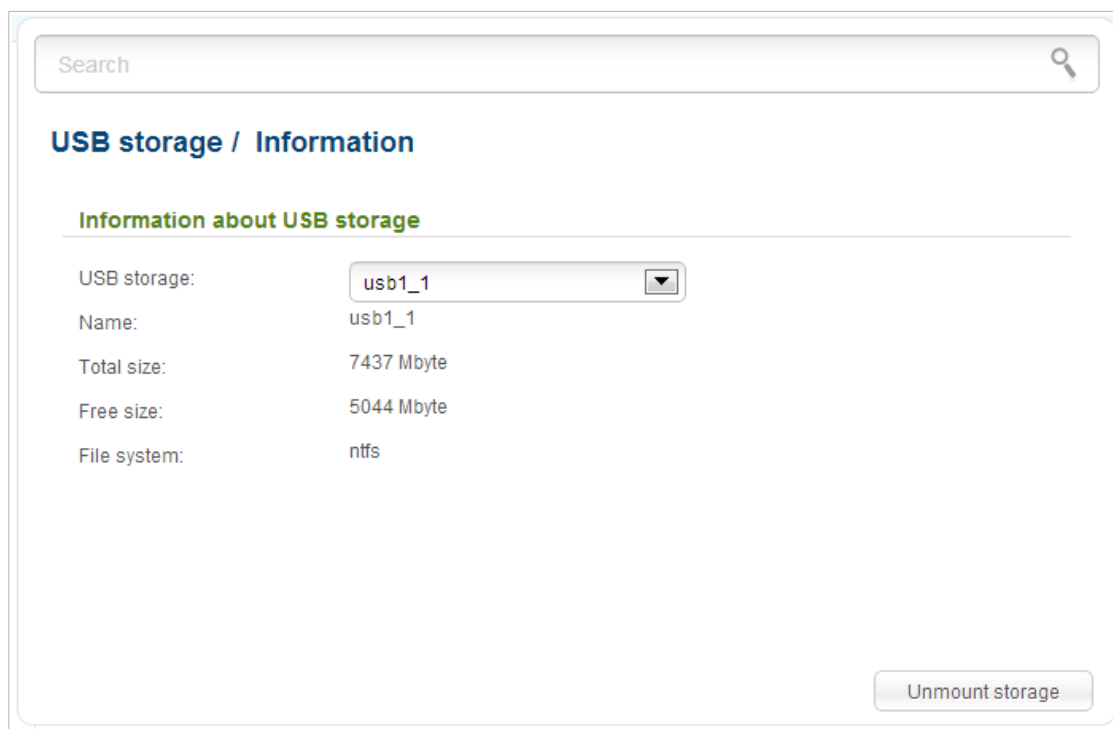 Search
USB storage / Information
Information about USB storage
USB storage: usb1_1
Name: usb1_1
Total size: 7437 Mbyte
Free size: 5044 Mbyte
File system: ntfs
Unmount storage